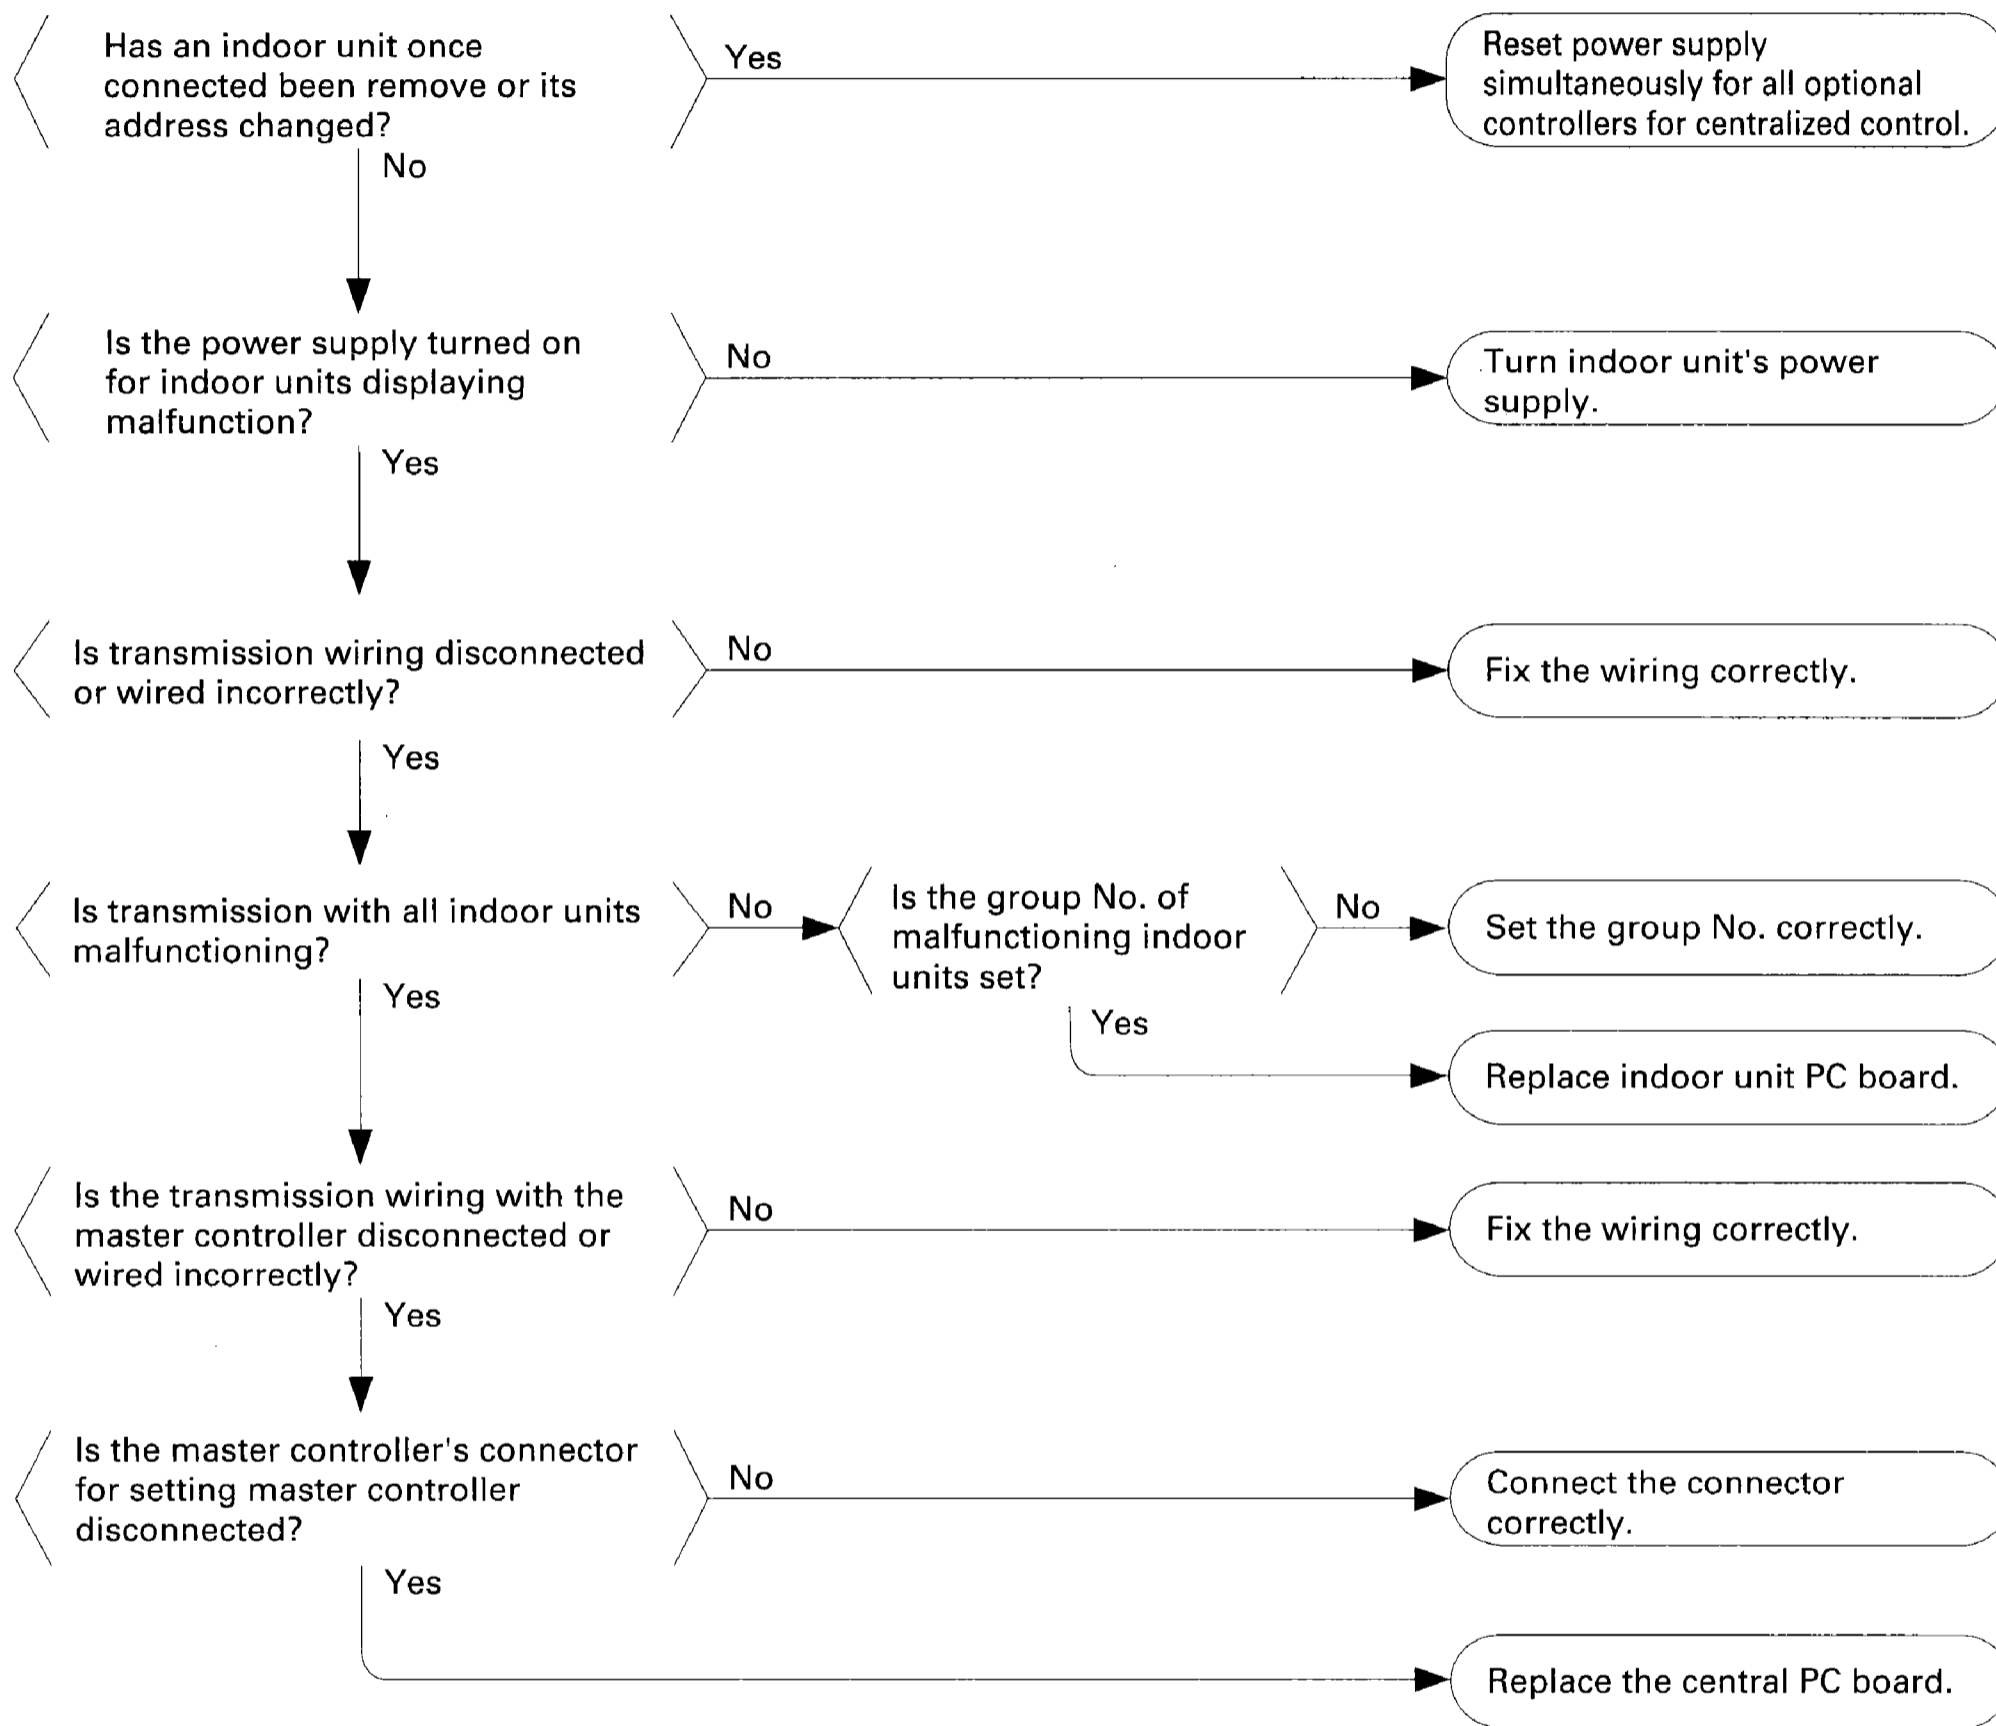 Has an indoor unit once
connected been remove or its
address changed?
Yes
Reset power supply
simultaneously for all optional
controllers for centralized control.
No
Is the power supply turned on
for indoor units displaying
malfunction?
No
Turn indoor unit's power
supply.
Yes
Is transmission wiring disconnected
or wired incorrectly?
No
Fix the wiring correctly.
Yes
Is transmission with all indoor units
malfunctioning?
No
Is the group No. of
malfunctioning indoor
units set?
No
Set the group No. correctly.
Yes
Yes
Replace indoor unit PC board.
Is the transmission wiring with the
master controller disconnected or
wired incorrectly?
No
Fix the wiring correctly.
Yes
Is the master controller's connector
for setting master controller
disconnected?
No
Connect the connector
correctly.
Yes
Replace the central PC board.